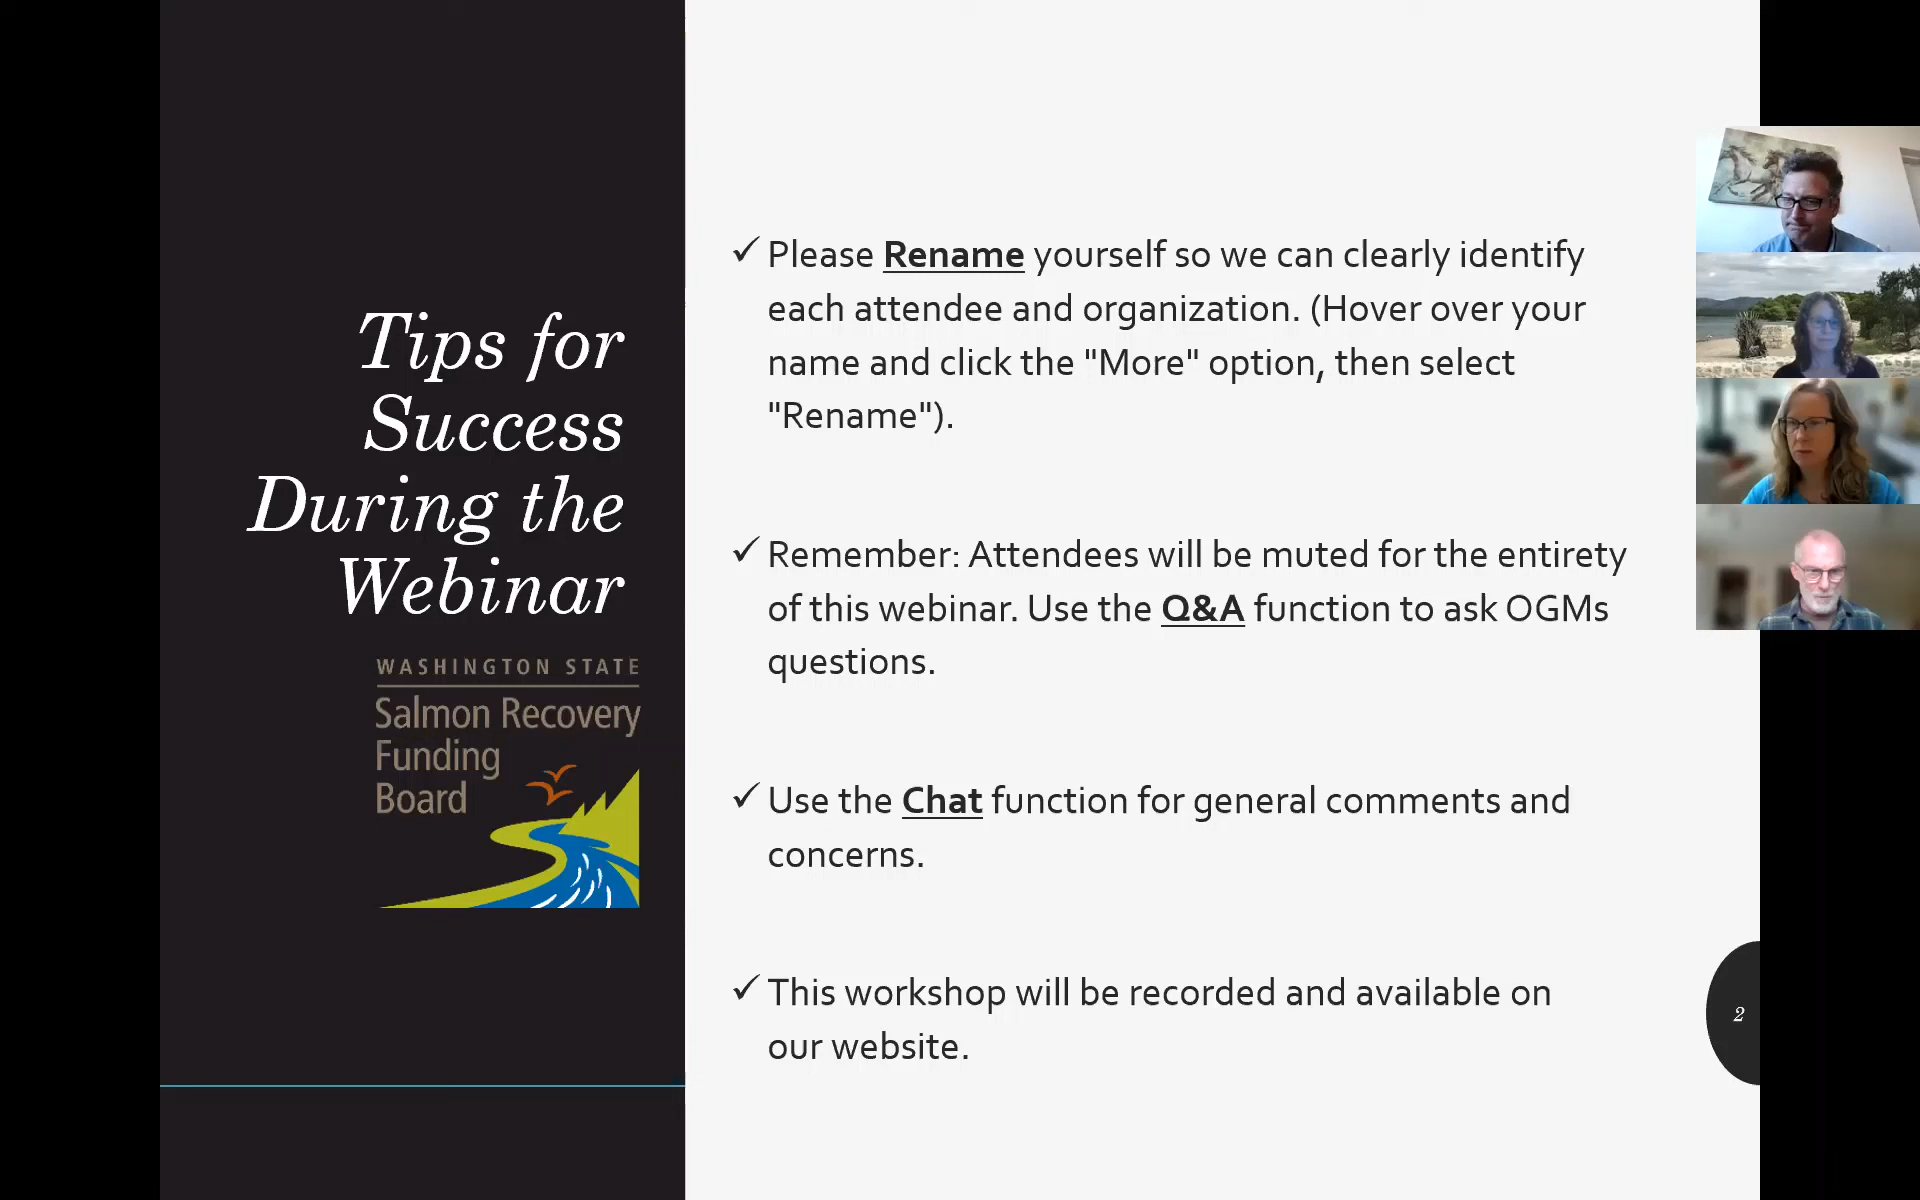 Tips for
Success
During the
Webinar
WASHINGTON STATE
Salmon Recovery
Funding
Board
Please Rename yourself so we can clearly identify
each attendee and organization. (Hover over your
name and click the "More" option, then select
"Rename").
Remember: Attendees will be muted for the entirety
of this webinar. Use the Q&A function to ask OGMs
questions.
Use the Chat function for general comments and
concerns.
This workshop will be recorded and available on
our website.
2